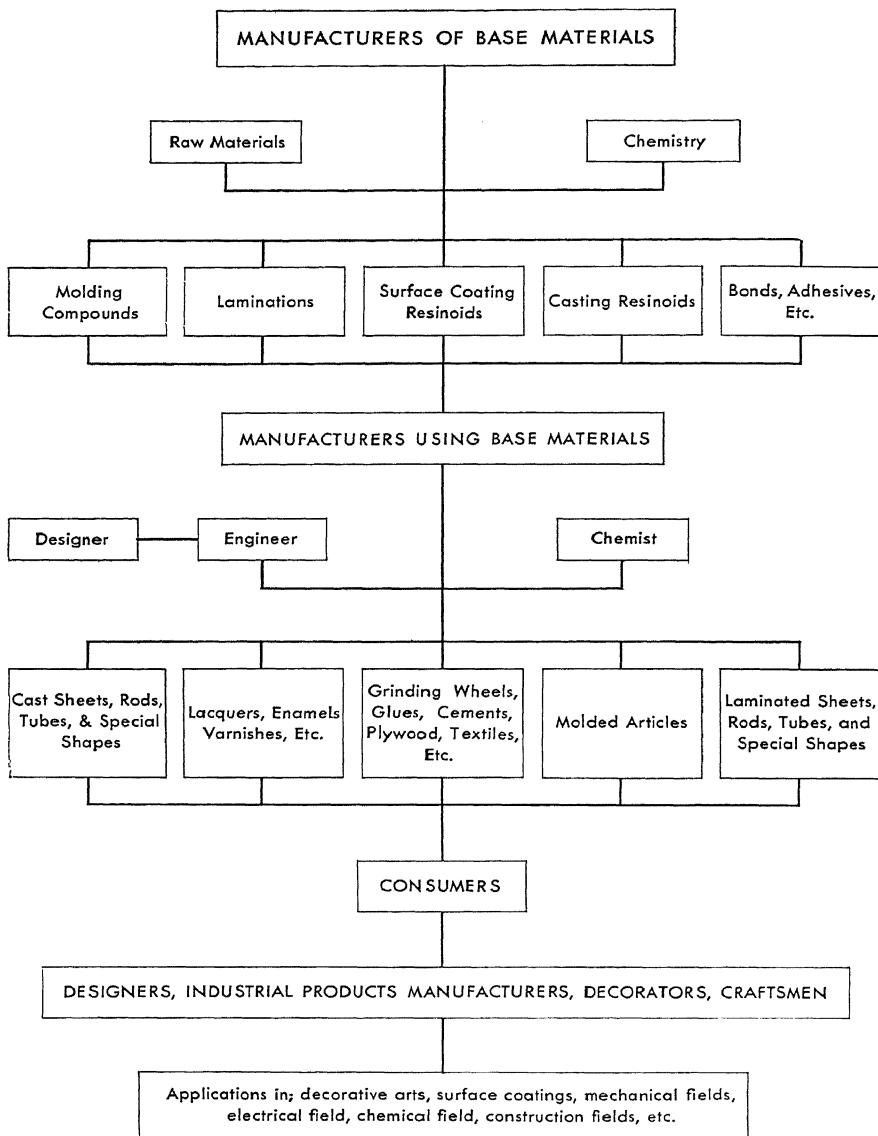 MANUFACTURERS OF BASE MATERIALS
Raw Materials
Chemistry
Molding
Compounds
Laminations
Surface Coating
Resinoids
Casting Resinoids
Bonds, Adhesives,
Etc.
MANUFACTURERS USING BASE MATERIALS
Designer
Engineer
Chemist
Cast Sheets, Rods,
Tubes, & Special
Shapes
Lacquers, Enamels
Varnishes, Etc.
Grinding Wheels,
Glues, Cements,
Plywood, Textiles,
Etc.
Molded Articles
Laminated Sheets,
Rods, Tubes, and
Special Shapes
CONSUMERS
DESIGNERS, INDUSTRIAL PRODUCTS MANUFACTURERS, DECORATORS, CRAFTSMEN
Applications in; decorative arts, surface coatings, mechanical fields,
electrical field, chemical field, construction fields, etc.